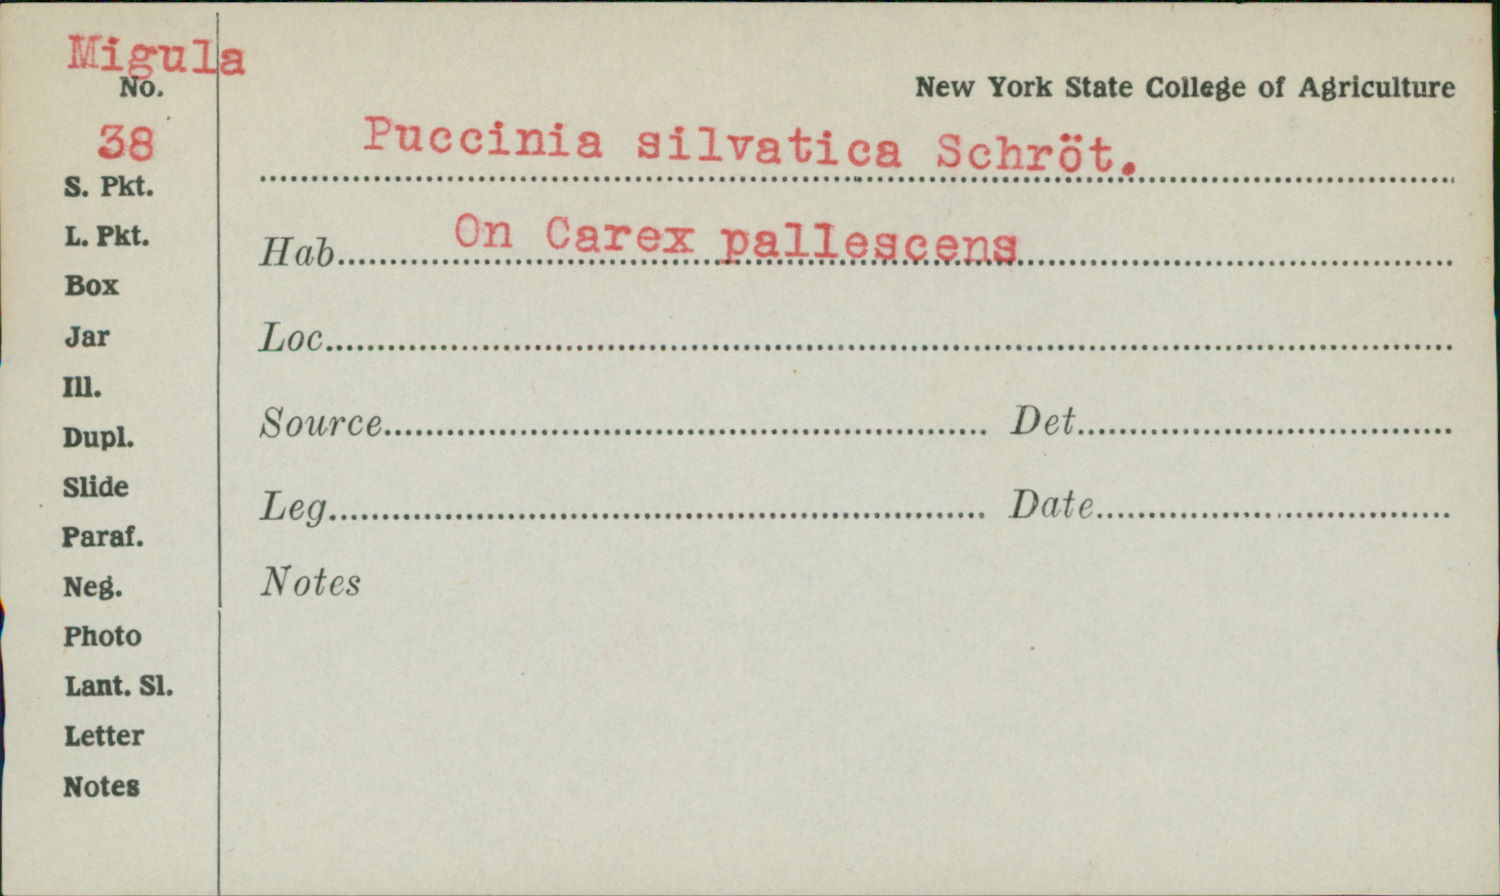 Migula
No.
New York State College of Agriculture
38
Puccinia silvatica Schröt.
S. Pkt.
L. Pkt.
Hab. On Carex pallescens
Box
Jar
Loc.
Ill.
Dupl.
Source Det.
Slide
Leg. Date
Paraf.
Neg.
Notes
Photo
Lant. Sl.
Letter
Notes